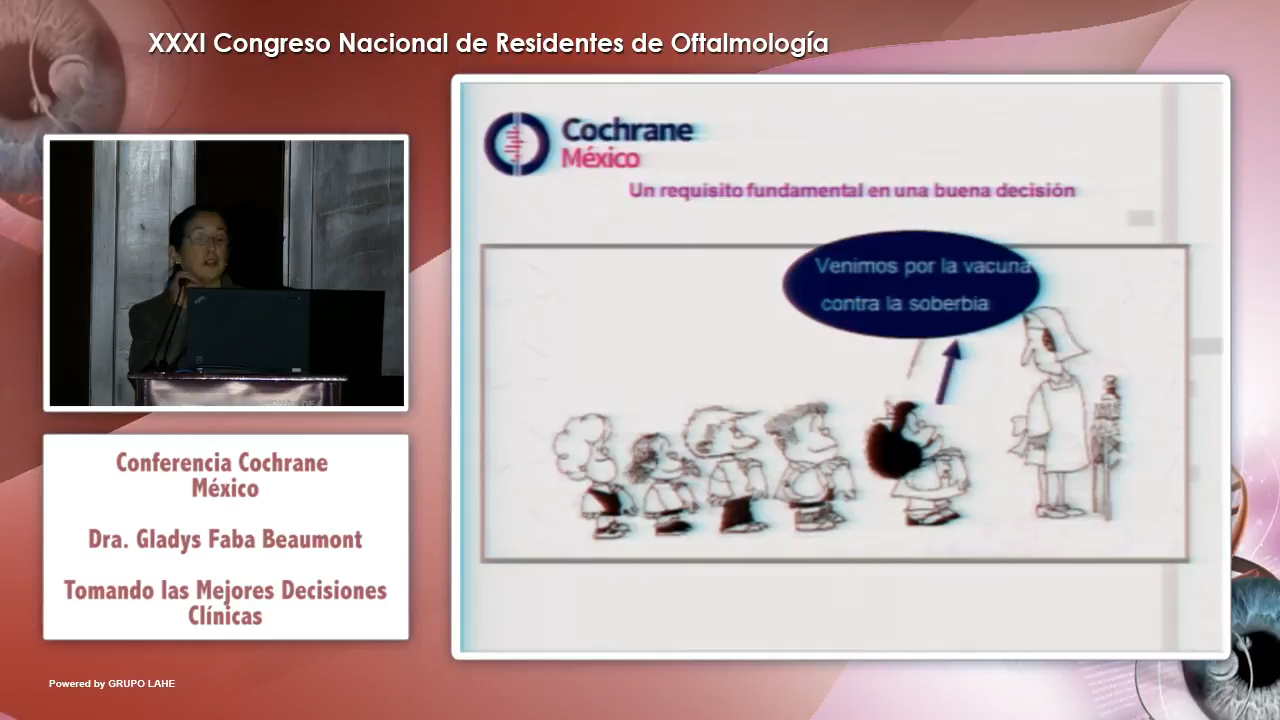 XXXI Congreso Nacional de Residentes de Oftalmología
Cochrane
México
Un requisito fundamental en una buena decisión
Venimos por la vacuna
contra la soberbia
Conferencia Cochrane
México
Dra. Gladys Faba Beaumont
Tomando las Mejores Decisiones
Clínicas
Powered by GRUPO LAHE